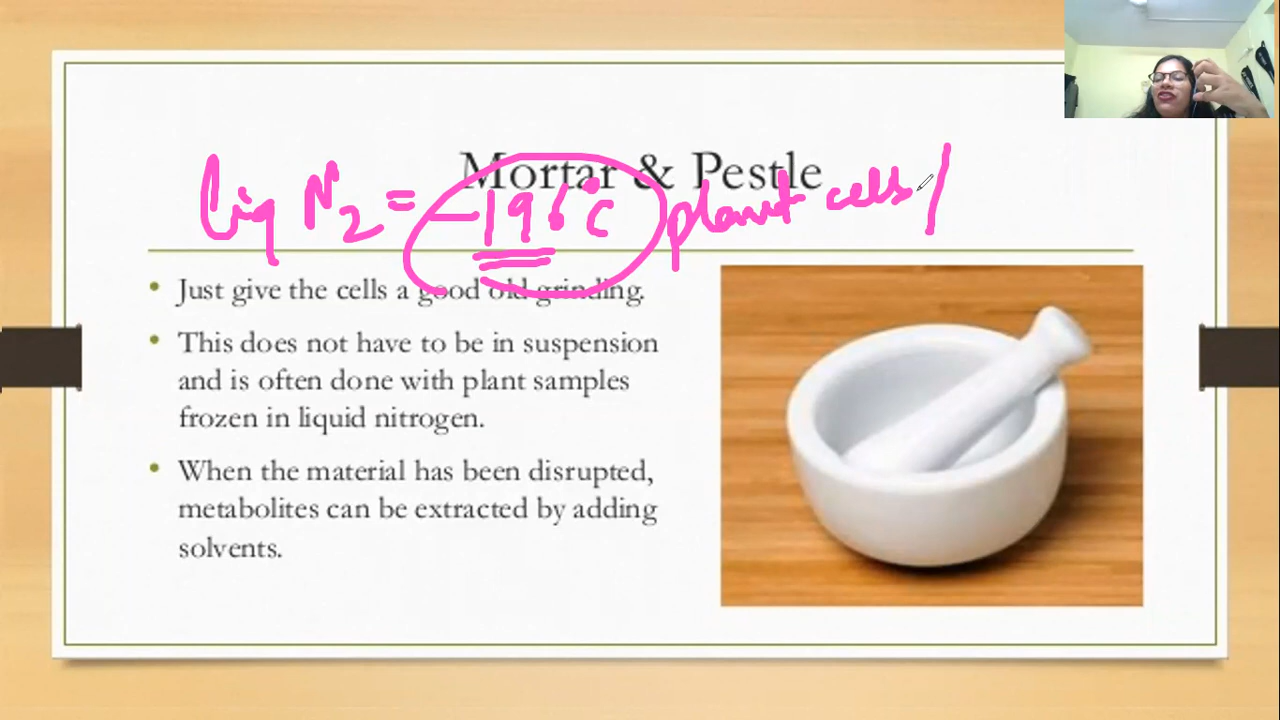 Mortar & Pestle
liq N2 = -196°C plant cells /
• Just give the cells a good old grinding.
• This does not have to be in suspension
and is often done with plant samples
frozen in liquid nitrogen.
• When the material has been disrupted,
metabolites can be extracted by adding
solvents.